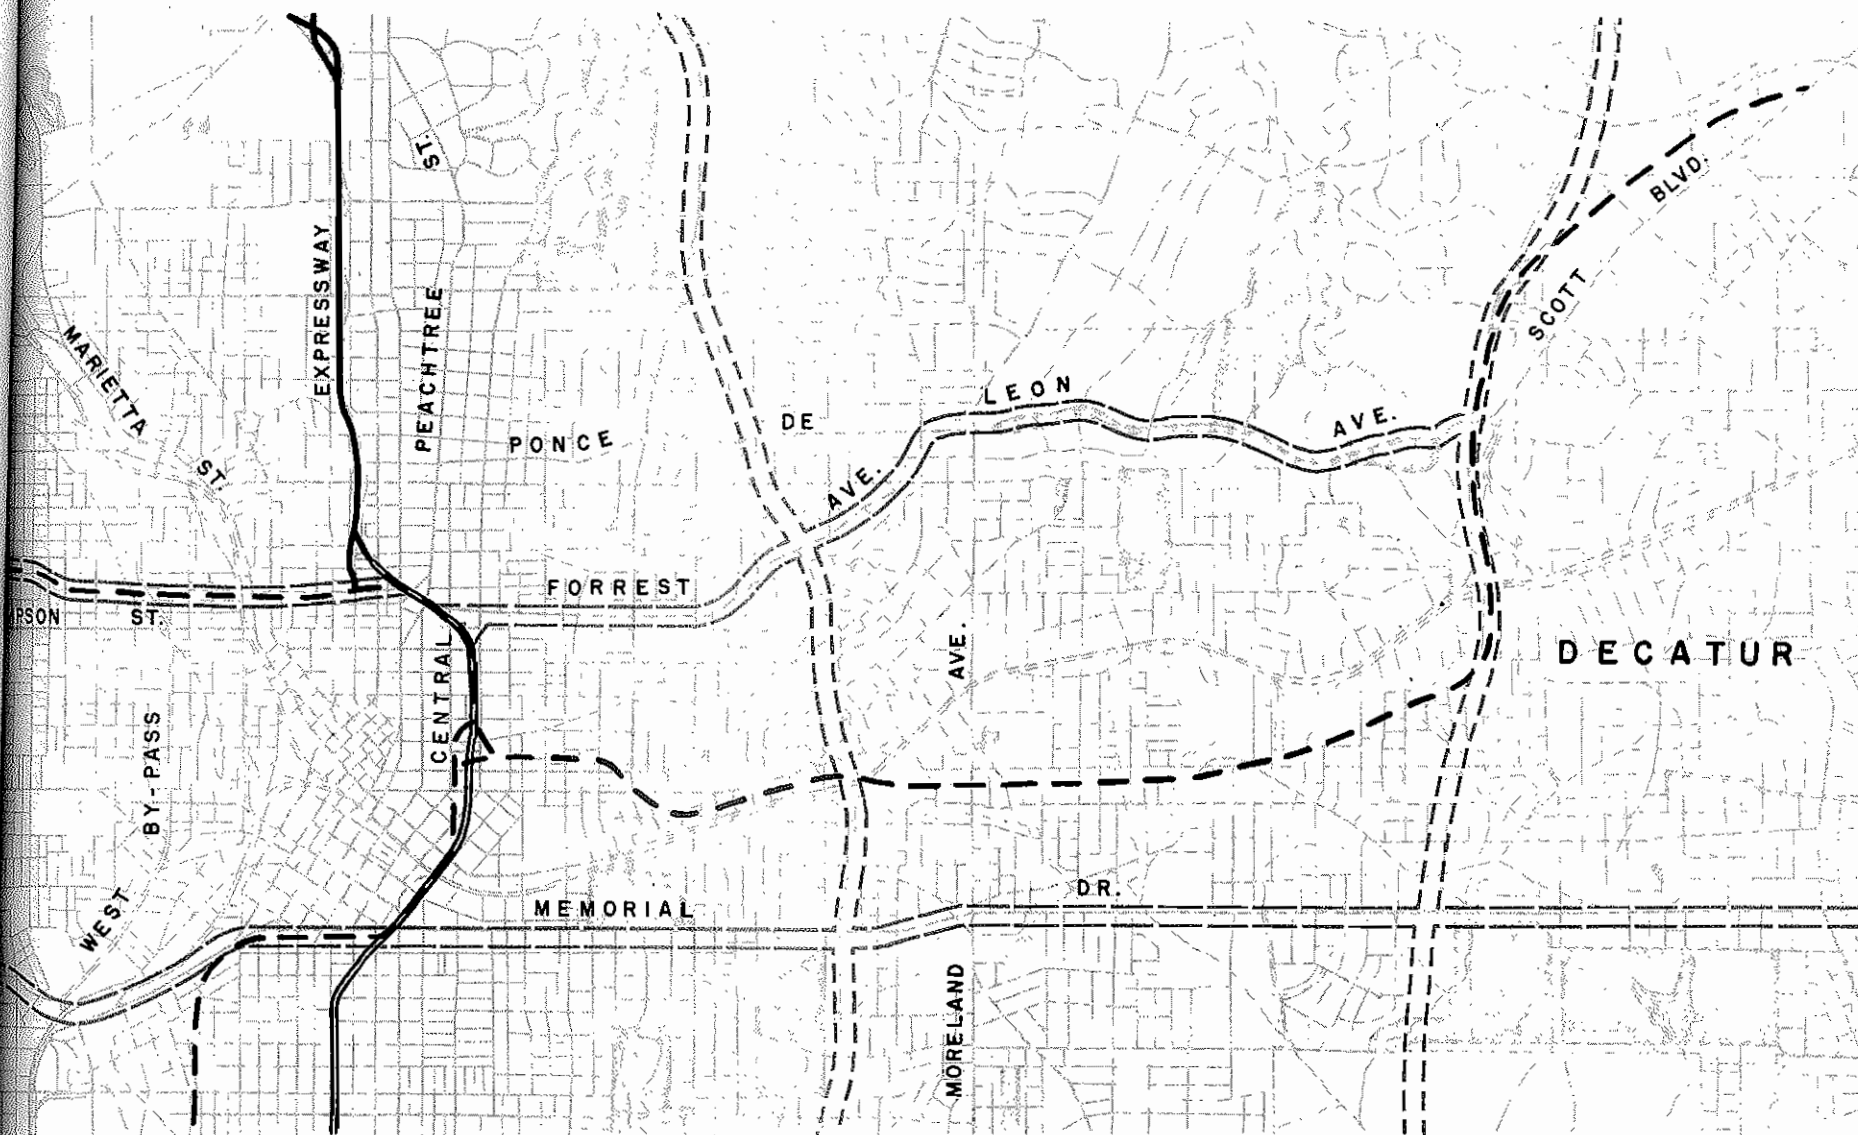 ST.
BLVD.
EXPRESSWAY
SCOTT
PEACHTREE
MARIETTA
ST.
PONCE
DE
LEON
AVE.
AVE.
FORREST
PSON
ST.
CENTRAL
AVE.
DECATUR
BY-PASS
WEST
MEMORIAL
DR.
MORELAND